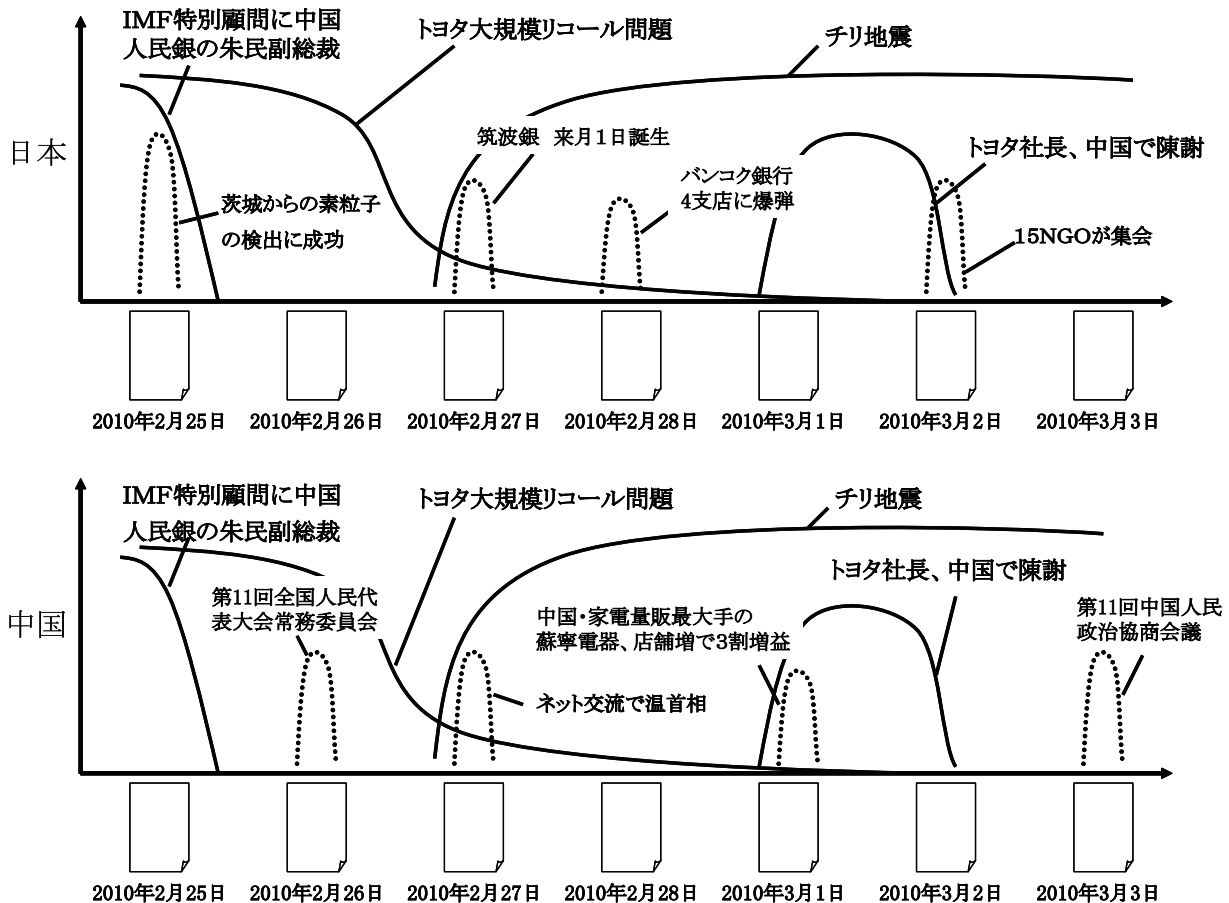 IMF特別顧問に中国
人民銀の朱民副総裁
トヨタ大規模リコール問題
チリ地震
日本
筑波銀　来月１日誕生
トヨタ社長、中国で陳謝
バンコク銀行
4支店に爆弾
茨城からの素粒子
の検出に成功
15NGOが集会
2010年2月25日
2010年2月26日
2010年2月27日
2010年2月28日
2010年3月1日
2010年3月2日
2010年3月3日
IMF特別顧問に中国
人民銀の朱民副総裁
トヨタ大規模リコール問題
チリ地震
トヨタ社長、中国で陳謝
中国
第11回全国人民代
表大会常務委員会
中国・家電量販最大手の
蘇寧電器、店舗増で3割増益
第11回中国人民
政治協商会議
ネット交流で温首相
2010年2月25日
2010年2月26日
2010年2月27日
2010年2月28日
2010年3月1日
2010年3月2日
2010年3月3日